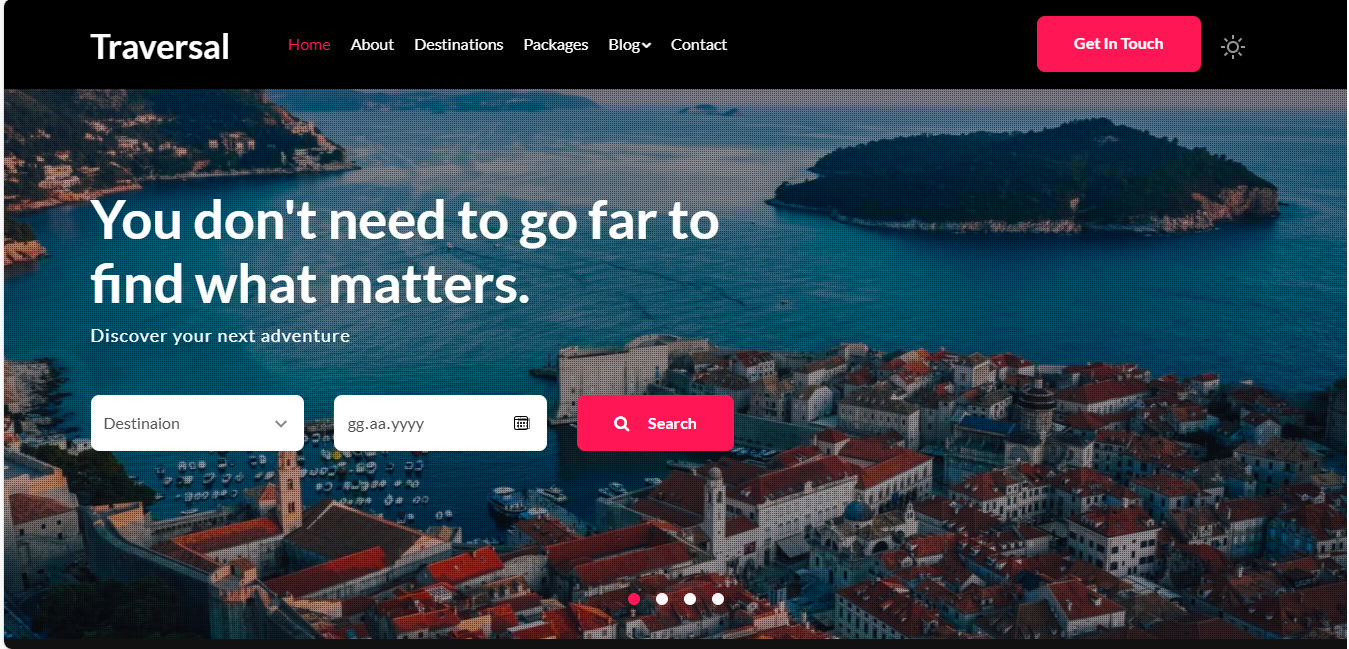 Traversal
Home About Destinations Packages Blog Contact
Get In Touch
You don't need to go far to
find what matters.
Discover your next adventure
Destinaion
gg.aa.yyyy
Search